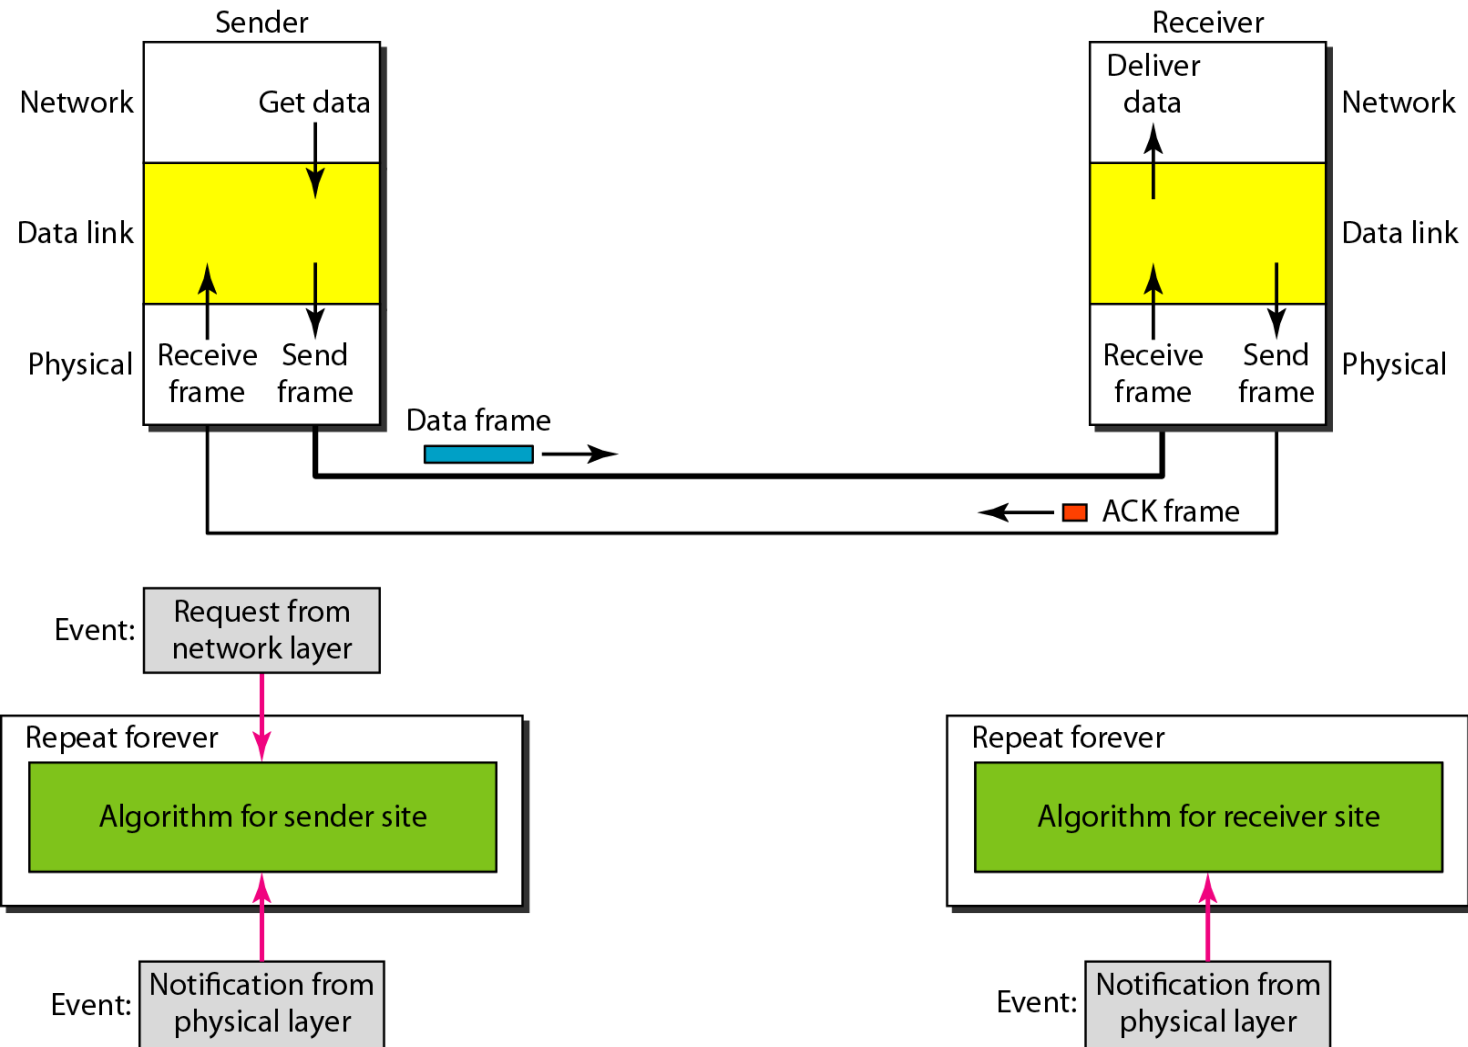 Sender
Receiver
Network
Get data
Deliver
data
Network
Data link
Data link
Physical
Receive
frame
Send
frame
Receive
frame
Send
frame
Physical
Data frame
ACK frame
Event:
Request from
network layer
Repeat forever
Algorithm for sender site
Repeat forever
Algorithm for receiver site
Event:
Notification from
physical layer
Event:
Notification from
physical layer